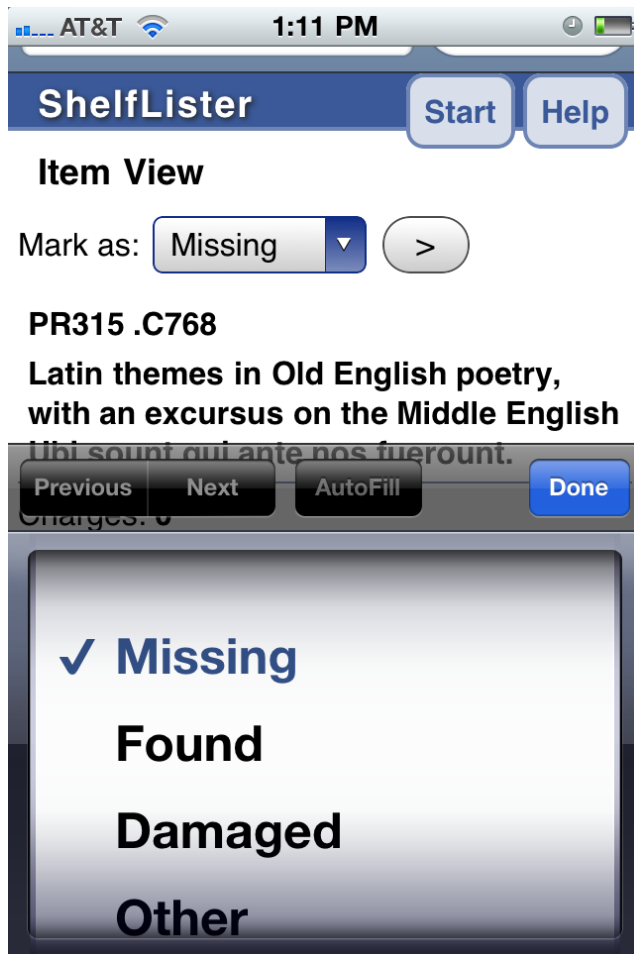 AT&T 1:11 PM
ShelfLister Start Help
Item View
Mark as: Missing >
PR315 .C768
Latin themes in Old English poetry,
with an excursus on the Middle English
Ubi sount qui ante nos fuerount.
Previous Next AutoFill Done
Charges: 0
✓ Missing
Found
Damaged
Other